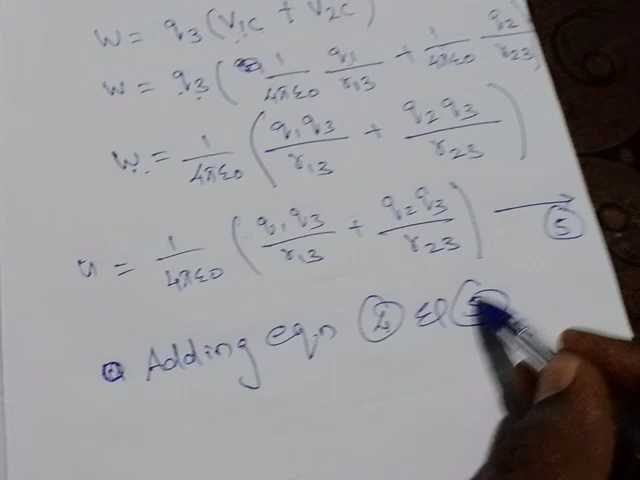 W = q₃ (V₁c + V₂c)
W = q₃ ( 1/4πε0 q₁/r₁₃ + 1/4πε0 q₂/r₂₃
W = 1/4πε0 ( q₁q₃/r₁₃ + q₂q₃/r₂₃ )
u = 1/4πε0 ( q₁q₃/r₁₃ + q₂q₃/r₂₃ ) → ⑤
Adding eqn ④ &